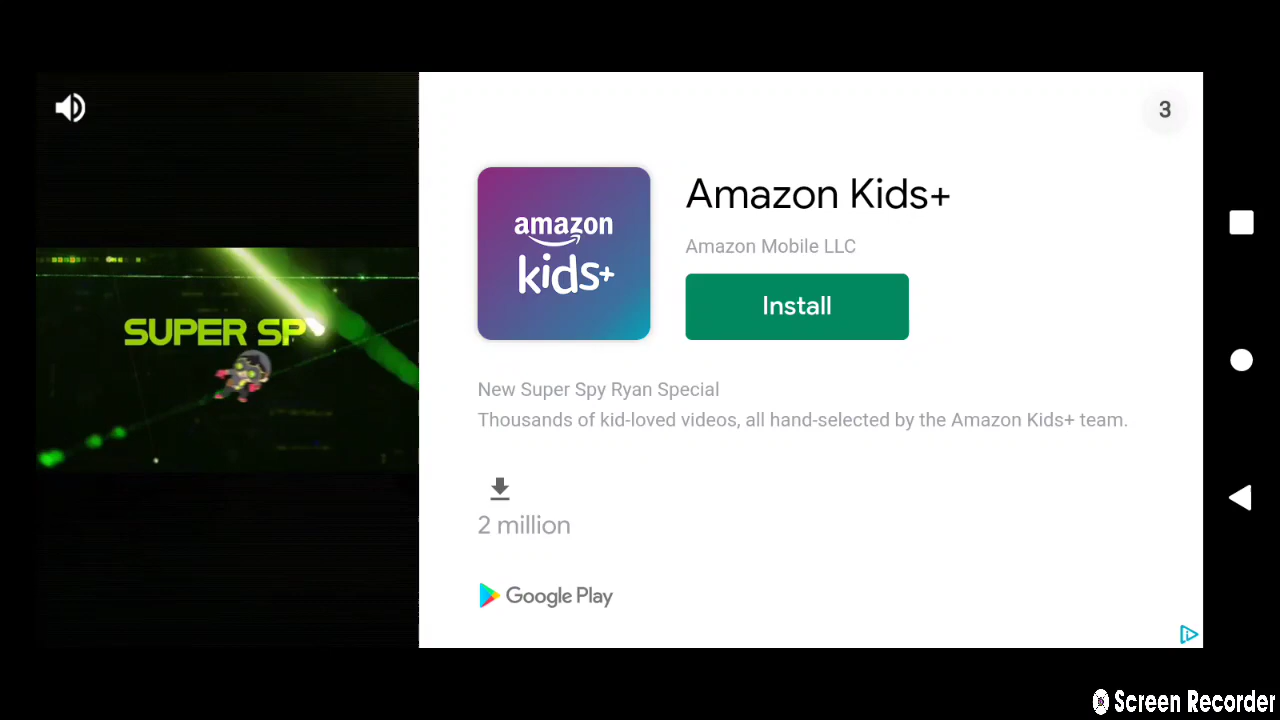 3
amazon
kids+
Amazon Kids+
Amazon Mobile LLC
Install
SUPER SP
New Super Spy Ryan Special
Thousands of kid-loved videos, all hand-selected by the Amazon Kids+ team.
2 million
Google Play
Screen Recorder